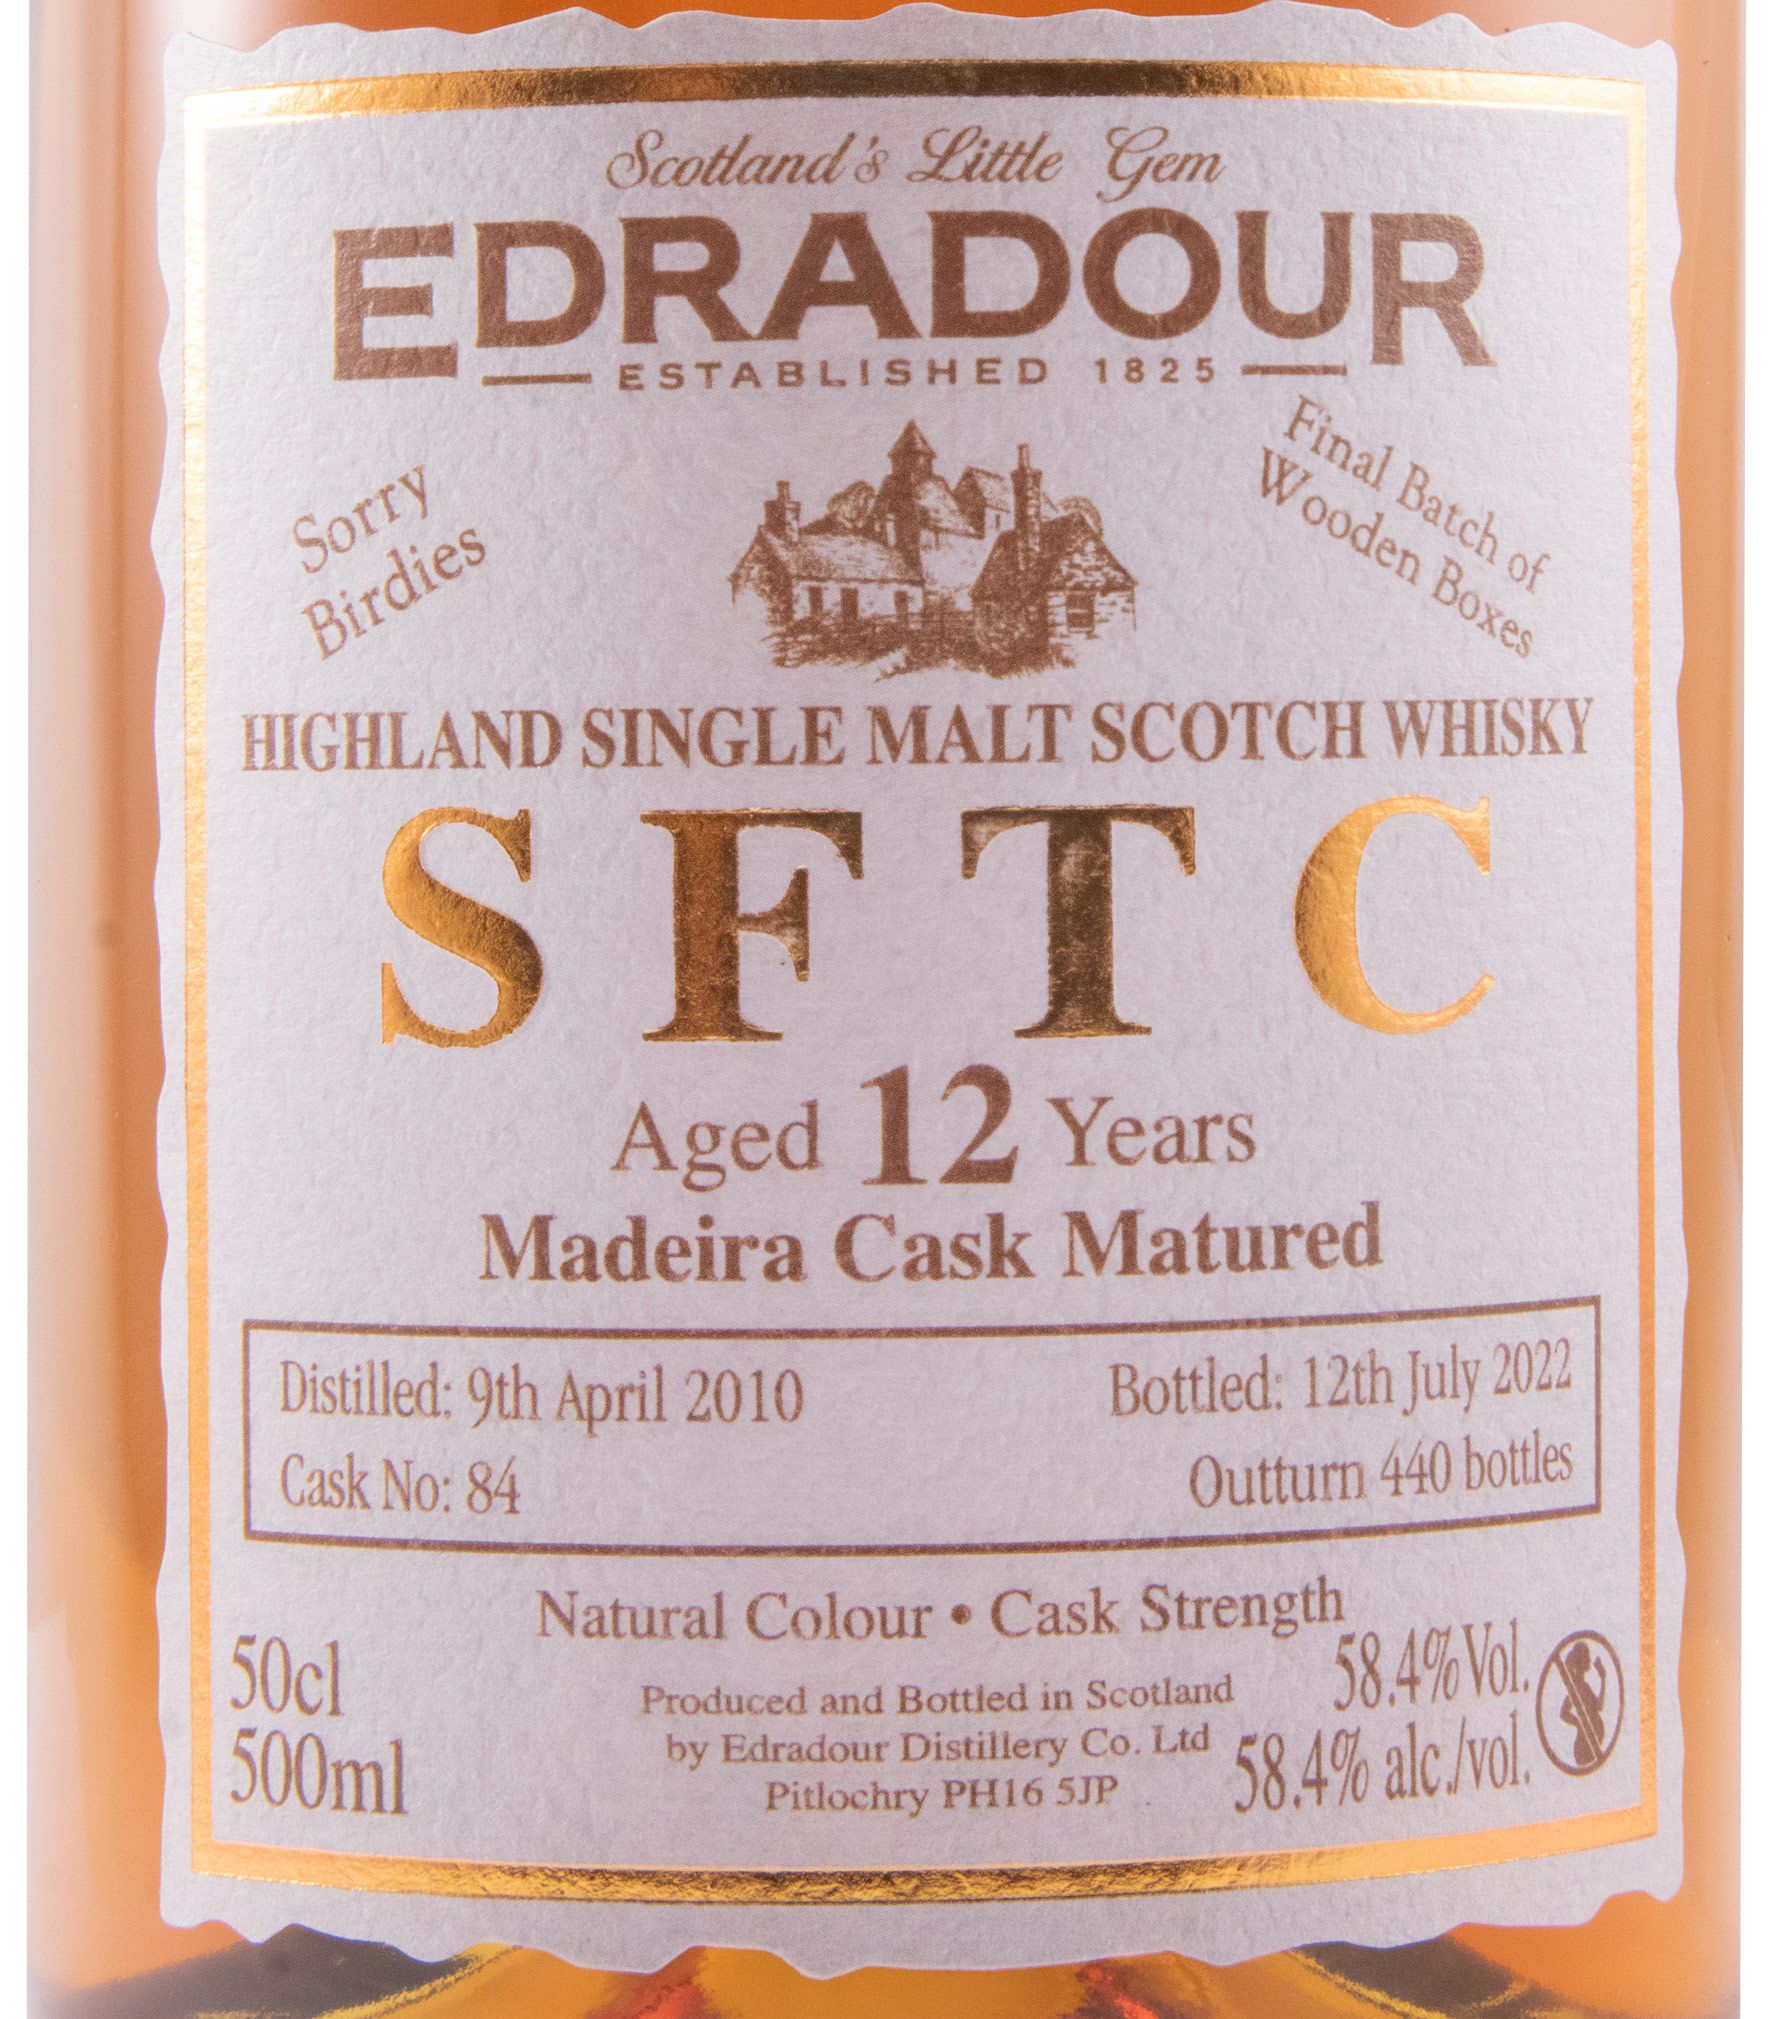 Scotland's Little Gem
EDRADOUR
ESTABLISHED 1825
Sorry
Birdies
Final Batch of
Wooden Boxes
HIGHLAND SINGLE MALT SCOTCH WHISKY
SFTC
Aged 12 Years
Madeira Cask Matured
Distilled: 9th April 2010
Bottled: 12th July 2022
Cask No: 84
Outturn 440 bottles
Natural Colour • Cask Strength
50cl
500ml
Produced and Bottled in Scotland
by Edradour Distillery Co. Ltd
Pitlochry PH16 5JP
58.4%Vol.
58.4% alc./vol.